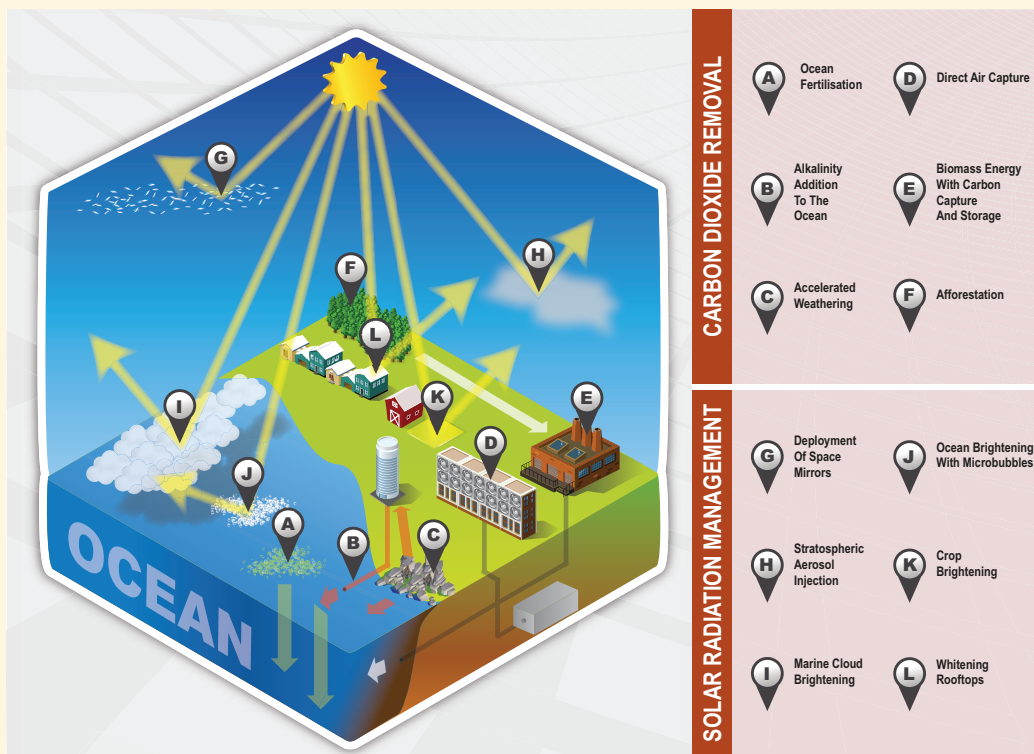 G
H
F
L
I
K
E
D
J
A
B
C
OCEAN
CARBON DIOXIDE REMOVAL
A
Ocean
Fertilisation
D
Direct Air Capture
B
Alkalinity
Addition
To The
Ocean
E
Biomass Energy
With Carbon
Capture
And Storage
C
Accelerated
Weathering
F
Afforestation
SOLAR RADIATION MANAGEMENT
G
Deployment
Of Space
Mirrors
J
Ocean Brightening
With Microbubbles
H
Stratospheric
Aerosol
Injection
K
Crop
Brightening
I
Marine Cloud
Brightening
L
Whitening
Rooftops